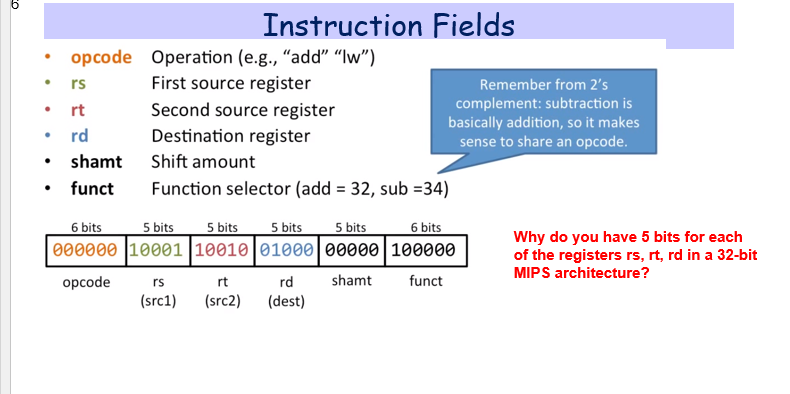 6
Instruction Fields
• opcode Operation (e.g., “add” “lw”)
• rs First source register
• rt Second source register
• rd Destination register
• shamt Shift amount
• funct Function selector (add = 32, sub =34)
Remember from 2’s
complement: subtraction is
basically addition, so it makes
sense to share an opcode.
6 bits 5 bits 5 bits 5 bits 5 bits 6 bits
000000 10001 10010 01000 00000 100000
opcode rs rt rd shamt funct
(src1) (src2) (dest)
Why do you have 5 bits for each
of the registers rs, rt, rd in a 32-bit
MIPS architecture?